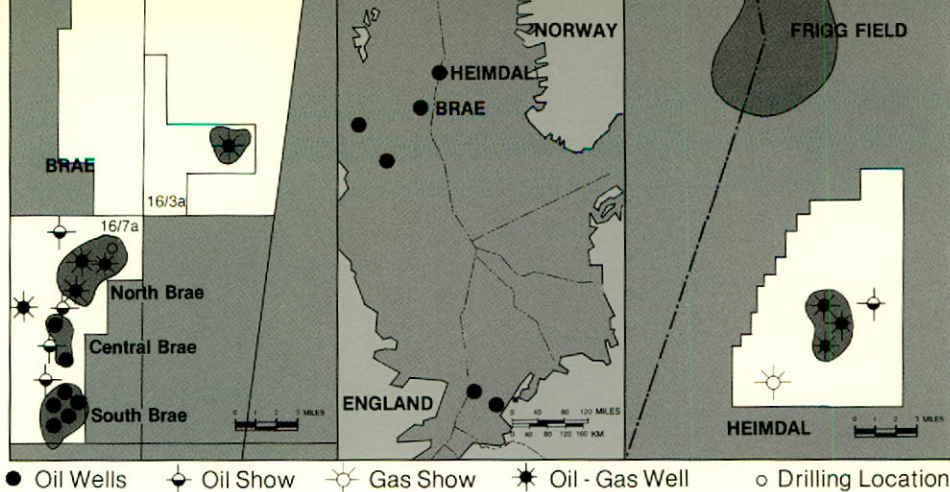 BRAE
16/3a
16/7a
North Brae
Central Brae
South Brae
0 1 2 3 MILES
NORWAY
HEIMDAL
BRAE
ENGLAND
0 40 80 120 MILES
0 40 80 120 160 KM
FRIGG FIELD
HEIMDAL
0 1 2 3 MILES
Oil Wells
Oil Show
Gas Show
Oil - Gas Well
Drilling Location